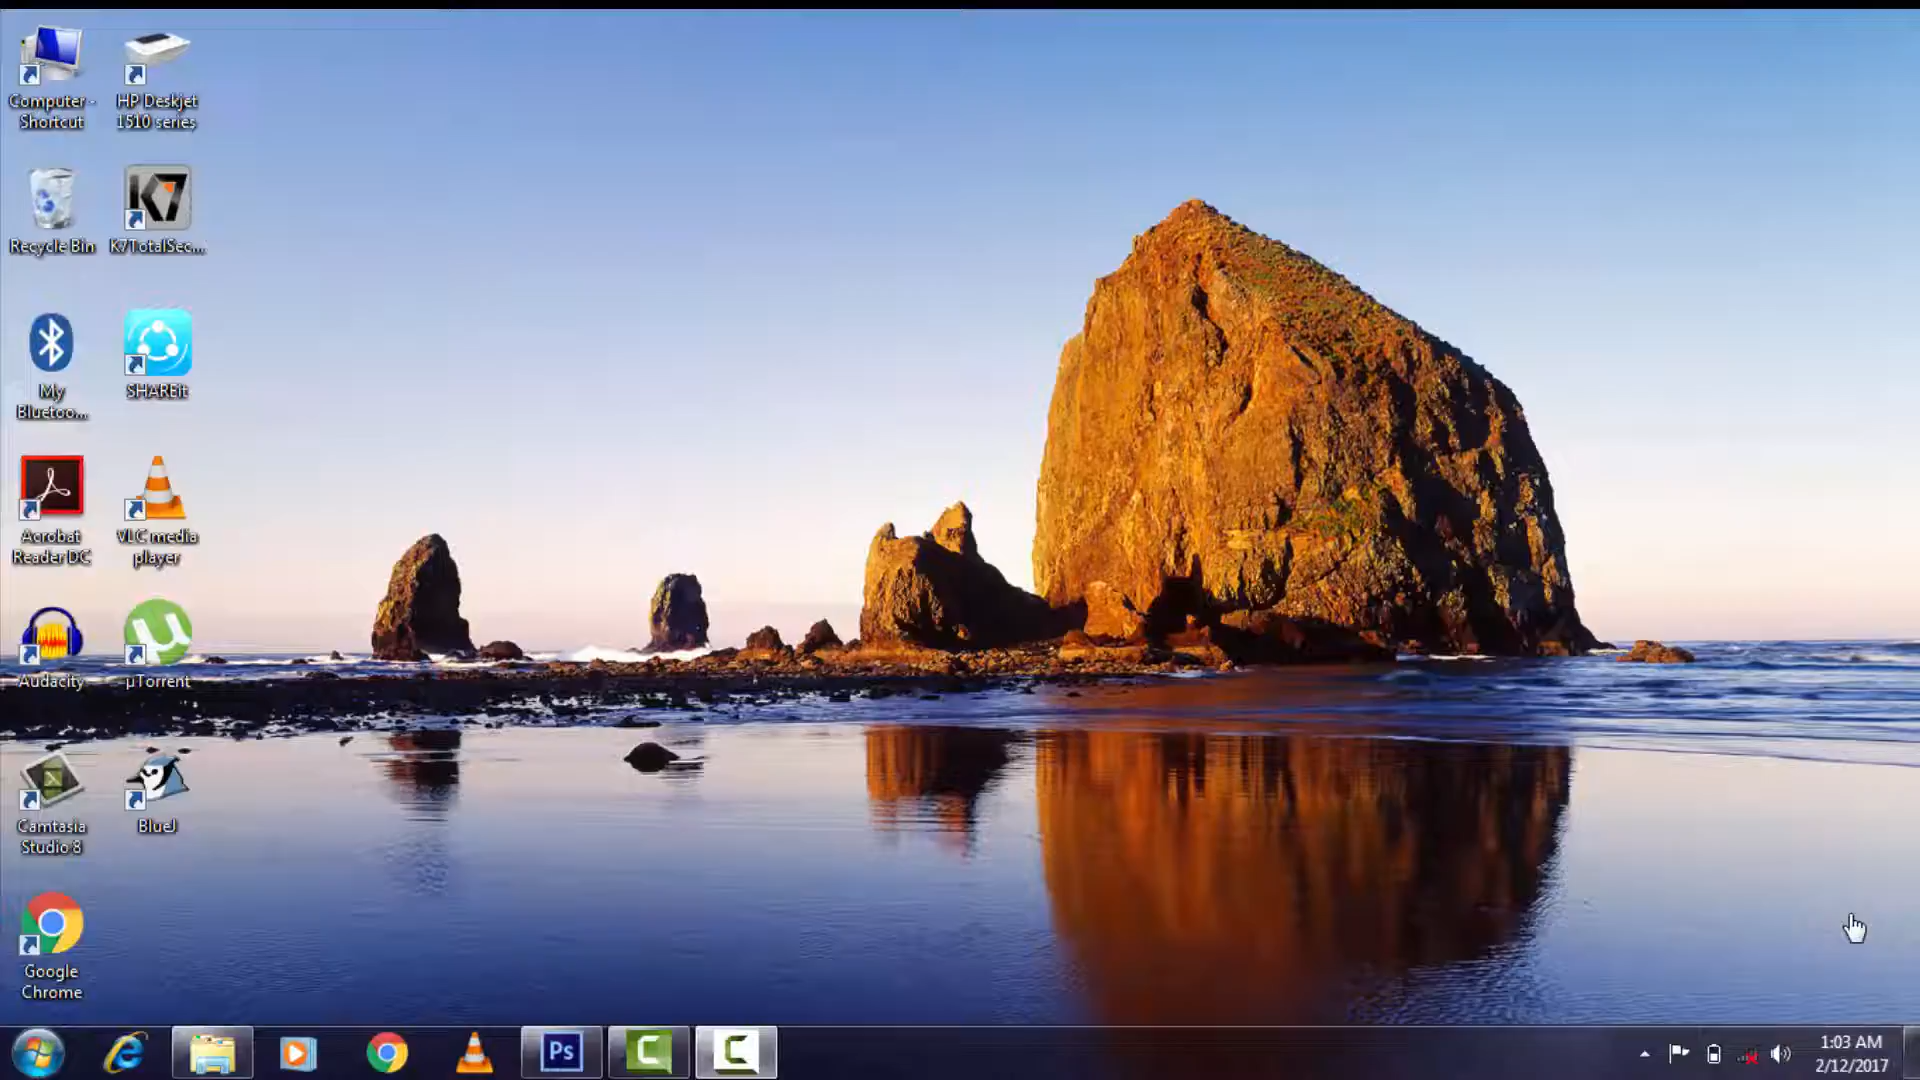 Computer -
Shortcut
HP Deskjet
1510 series
Recycle Bin
K7TotalSec...
My
Bluetoo...
SHAREit
Acrobat
Reader DC
VLC media
player
Audacity
µTorrent
Camtasia
Studio 8
BlueJ
Google
Chrome
Ps
1:03 AM
2/12/2017